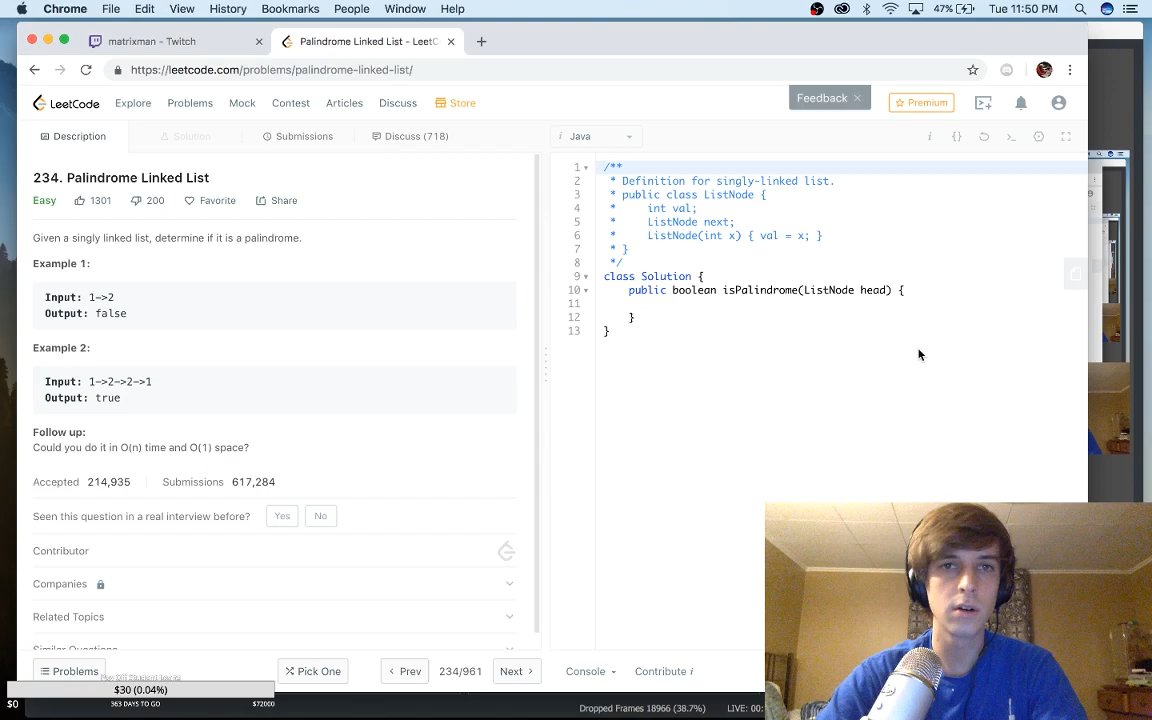 Chrome File Edit View History Bookmarks People Window Help 47% Tue 11:50 PM
matrixman - Twitch × Palindrome Linked List - LeetC × +
https://leetcode.com/problems/palindrome-linked-list/
LeetCode Explore Problems Mock Contest Articles Discuss Store Feedback × Premium
Description Solution Submissions Discuss (718) i Java i {}
234. Palindrome Linked List
Easy 1301 200 Favorite Share
Given a singly linked list, determine if it is a palindrome.
Example 1:
Input: 1->2
Output: false
Example 2:
Input: 1->2->2->1
Output: true
Follow up:
Could you do it in O(n) time and O(1) space?
Accepted 214,935 Submissions 617,284
Seen this question in a real interview before? Yes No
Contributor
Companies
Related Topics
Similar Questions
Problems Pick One Prev 234/961 Next Console Contribute i
1 /**
2 * Definition for singly-linked list.
3 * public class ListNode {
4 *     int val;
5 *     ListNode next;
6 *     ListNode(int x) { val = x; }
7 * }
8 */
9 class Solution {
10     public boolean isPalindrome(ListNode head) {
11
12     }
13 }
$30 (0.04%)
$0 363 DAYS TO GO $72000
Dropped Frames 18966 (38.7%) LIVE: 00: